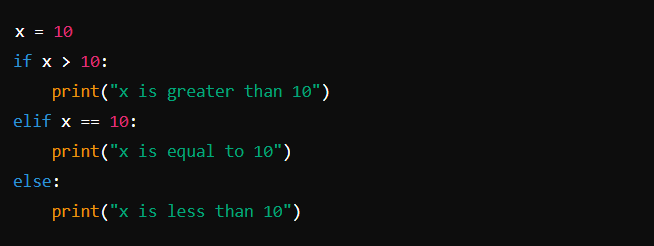 x = 10
if x > 10:
    print("x is greater than 10")
elif x == 10:
    print("x is equal to 10")
else:
    print("x is less than 10")